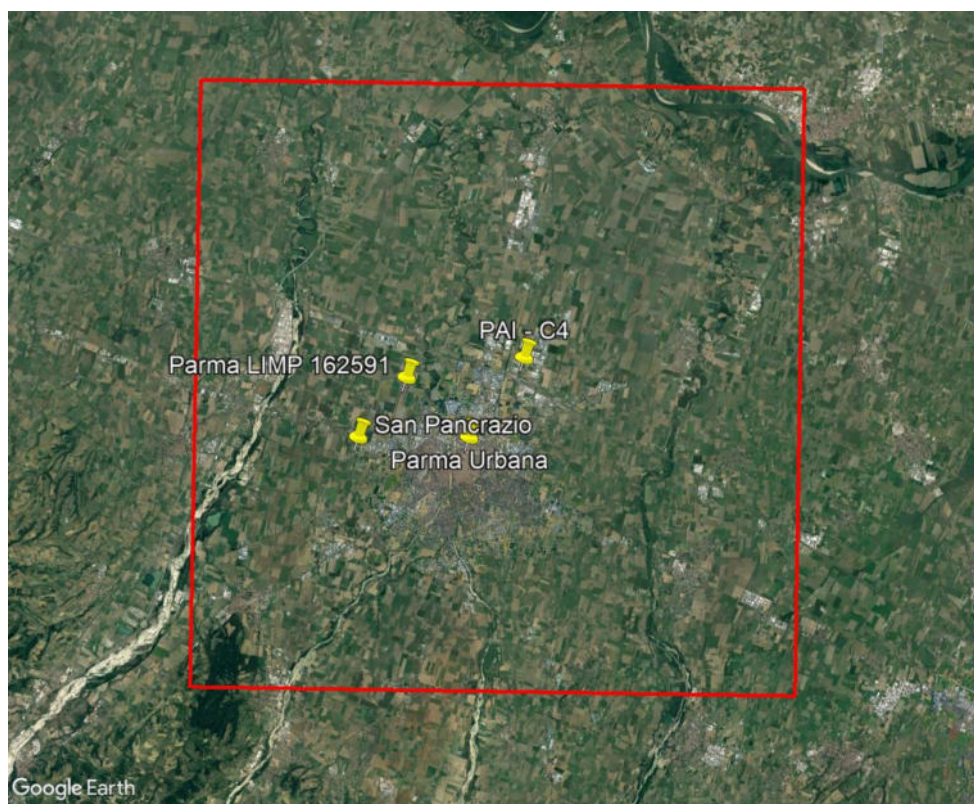 PAI - C4
Parma LIMP 162591
San Pancrazio
Parma Urbana
Google Earth